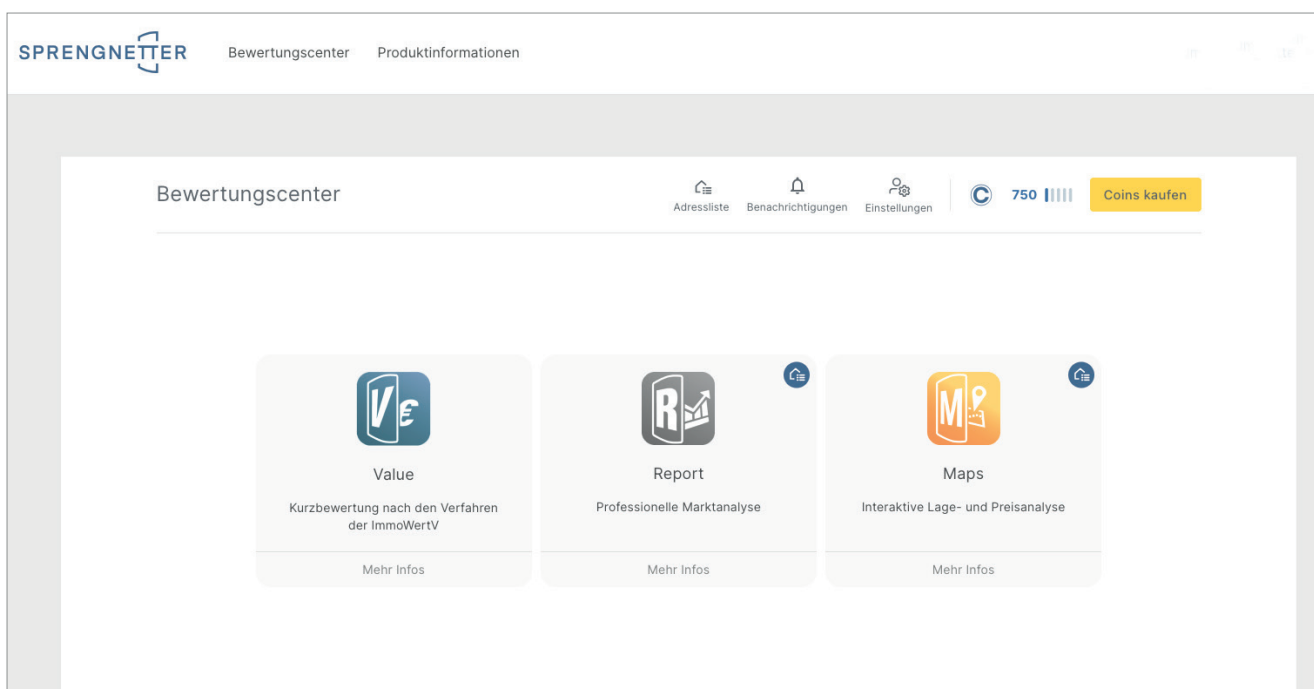 SPRENGNETTER
Bewertungscenter Produktinformationen
Bewertungscenter
Adressliste Benachrichtigungen Einstellungen
C 750 Coins kaufen
V€
R
M
Value
Report
Maps
Kurzbewertung nach den Verfahren
der ImmoWertV
Professionelle Marktanalyse
Interaktive Lage- und Preisanalyse
Mehr Infos
Mehr Infos
Mehr Infos